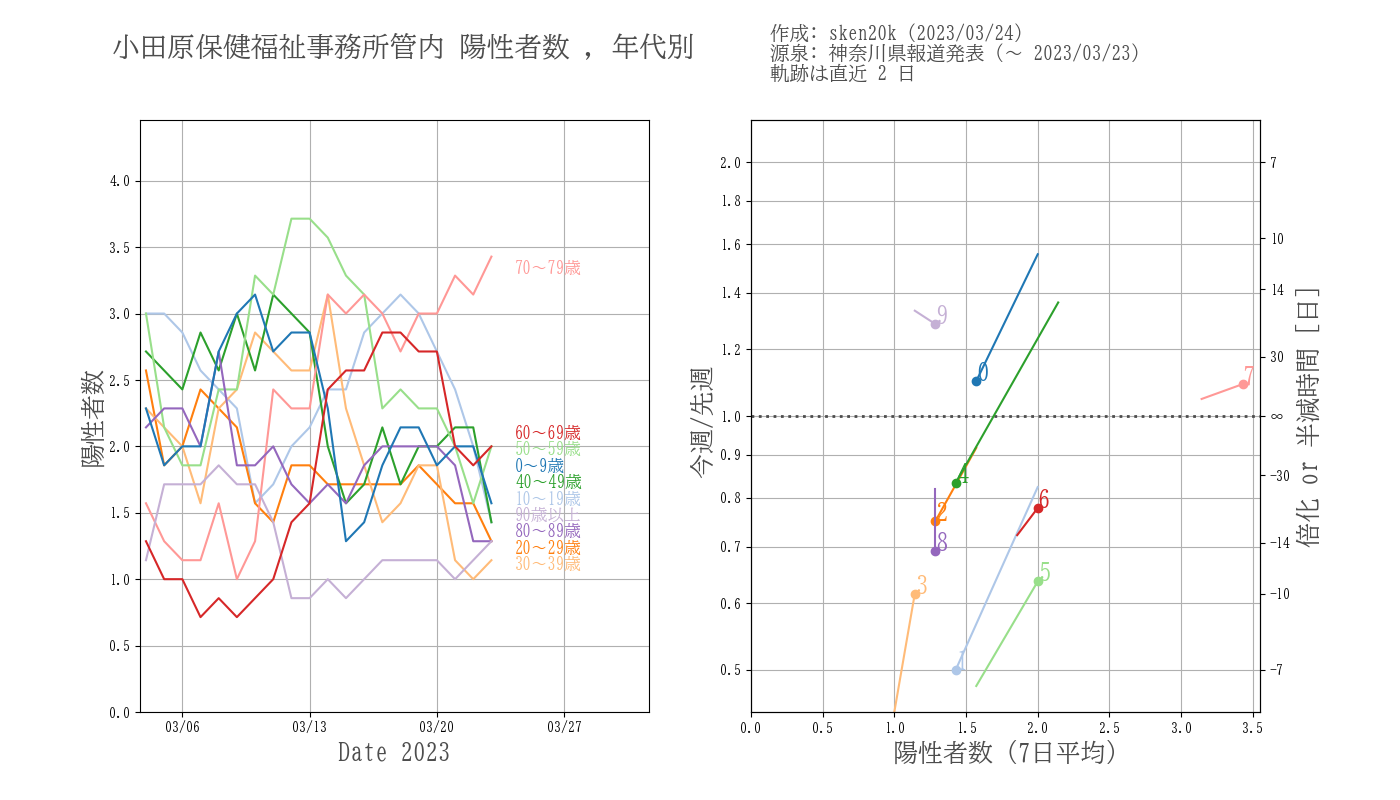 小田原保健福祉事務所管内 陽性者数 , 年代別
作成: sken20k (2023/03/24)
源泉: 神奈川県報道発表 (〜 2023/03/23)
軌跡は直近 2 日
陽性者数
4.0
3.5
3.0
2.5
2.0
1.5
1.0
0.5
0.0
03/06
03/13
03/20
03/27
Date 2023
70〜79歳
60〜69歳
50〜59歳
0〜9歳
40〜49歳
10〜19歳
90歳以上
80〜89歳
20〜29歳
30〜39歳
今週/先週
2.0
1.8
1.6
1.4
1.2
1.0
0.9
0.8
0.7
0.6
0.5
9
0
7
4
2
6
8
5
3
1
0.0
0.5
1.0
1.5
2.0
2.5
3.0
3.5
陽性者数 (7日平均)
7
10
14
30
∞
-30
-14
-10
-7
倍化 or 半減時間 [日]